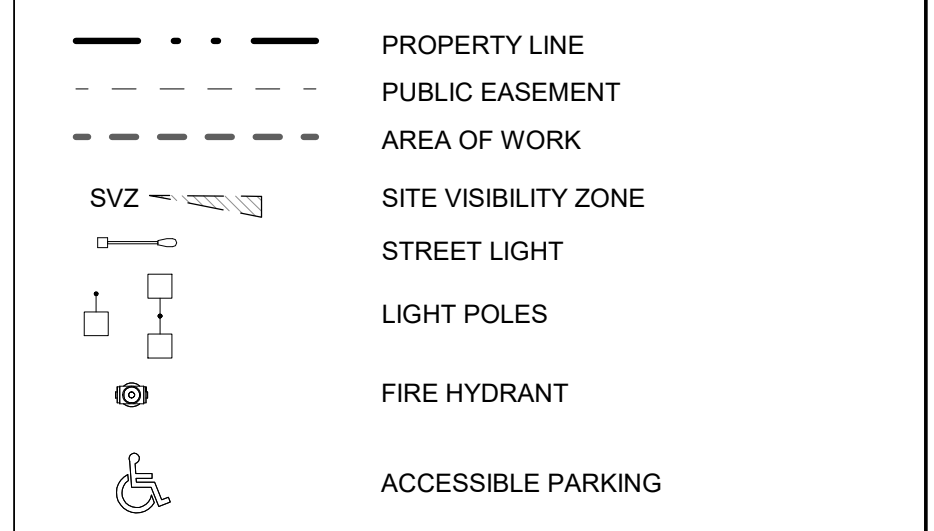 PROPERTY LINE
PUBLIC EASEMENT
AREA OF WORK
SVZ SITE VISIBILITY ZONE
STREET LIGHT
LIGHT POLES
FIRE HYDRANT
ACCESSIBLE PARKING